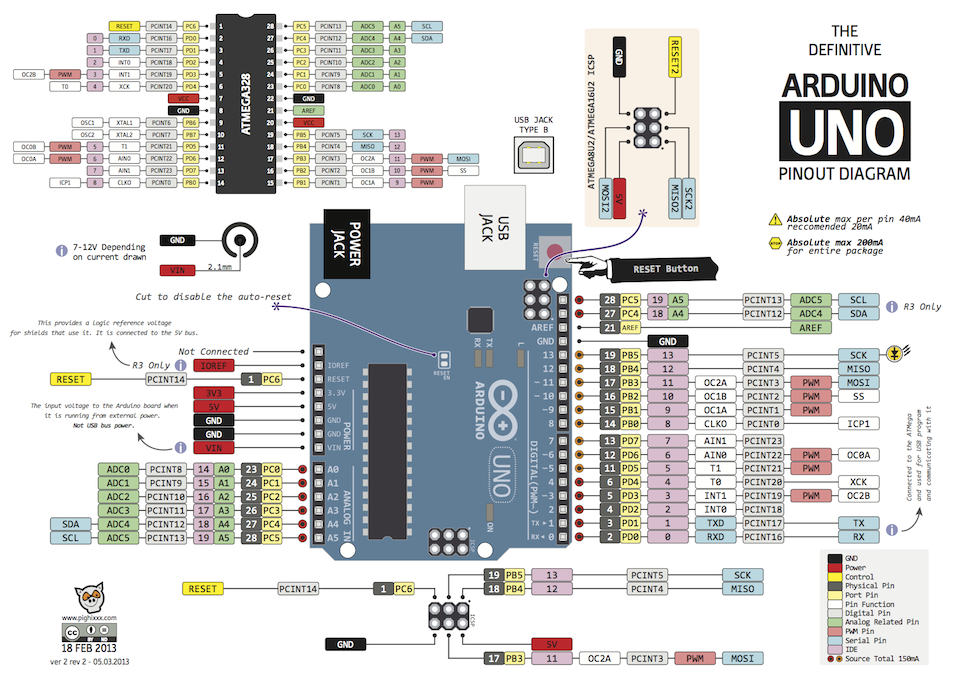 THE
DEFINITIVE
ARDUINO
UNO
PINOUT DIAGRAM
Absolute max per pin 40mA
reccomended 20mA
STOP
Absolute max 200mA
for entire package
ATMEGA328
RESET PCINT14 PC6 1
0 RXD PCINT16 PD0 2
1 TXD PCINT17 PD1 3
2 INT0 PCINT18 PD2 4
OC2B PWM 3 INT1 PCINT19 PD3 5
T0 4 XCK PCINT20 PD4 6
VCC 7
GND 8
OSC1 XTAL1 PCINT6 PB6 9
OSC2 XTAL2 PCINT7 PB7 10
OC0B PWM 5 T1 PCINT21 PD5 11
OC0A PWM 6 AIN0 PCINT22 PD6 12
7 AIN1 PCINT23 PD7 13
ICP1 8 CLKO PCINT0 PB0 14
28 PC5 PCINT13 ADC5 A5 SCL
27 PC4 PCINT12 ADC4 A4 SDA
26 PC3 PCINT11 ADC3 A3
25 PC2 PCINT10 ADC2 A2
24 PC1 PCINT9 ADC1 A1
23 PC0 PCINT8 ADC0 A0
22 GND
21 AREF
20 VCC
19 PB5 PCINT5 SCK 13
18 PB4 PCINT4 MISO 12
17 PB3 PCINT3 OC2A 11 PWM MOSI
16 PB2 PCINT2 OC1B 10 PWM SS
15 PB1 PCINT1 OC1A 9 PWM
USB JACK
TYPE B
ATMEGA8U2/ATMEGA16U2 ICSP
GND
RESET2
MOSI2
5V
MISO2
SCK2
7-12V Depending
on current drawn
GND
VIN
2.1mm
POWER
JACK
USB
JACK
RESET
RESET Button
Cut to disable the auto-reset
This provides a logic reference voltage
for shields that use it. It is connected to the 5V bus.
Not Connected
R3 Only IOREF
RESET PCINT14 1 PC6
3V3
5V
GND
GND
VIN
The input voltage to the Arduino board when
it is running from external power.
Not USB bus power.
ADC0 PCINT8 14 A0 23 PC0
ADC1 PCINT9 15 A1 24 PC1
ADC2 PCINT10 16 A2 25 PC2
ADC3 PCINT11 17 A3 26 PC3
SDA ADC4 PCINT12 18 A4 27 PC4
SCL ADC5 PCINT13 19 A5 28 PC5
IOREF
RESET
3.3V
5V
GND
GND
VIN
POWER
A0
A1
A2
A3
A4
A5
ANALOG IN
RX
TX
L
RESET
EN
ARDUINO
UNO
ON
ICSP
AREF
GND
13
12
~11
~10
~9
8
7
~6
~5
4
~3
2
TX 1
RX 0
DIGITAL(PWM~)
28 PC5 19 A5 PCINT13 ADC5 SCL
27 PC4 18 A4 PCINT12 ADC4 SDA
R3 Only
21 AREF AREF
GND
19 PB5 13 PCINT5 SCK
18 PB4 12 PCINT4 MISO
17 PB3 11 OC2A PCINT3 PWM MOSI
16 PB2 10 OC1B PCINT2 PWM SS
15 PB1 9 OC1A PCINT1 PWM
14 PB0 8 CLKO PCINT0 ICP1
13 PD7 7 AIN1 PCINT23
12 PD6 6 AIN0 PCINT22 PWM OC0A
11 PD5 5 T1 PCINT21 PWM
6 PD4 4 T0 PCINT20 XCK
5 PD3 3 INT1 PCINT19 PWM OC2B
4 PD2 2 INT0 PCINT18
3 PD1 1 TXD PCINT17 TX
2 PD0 0 RXD PCINT16 RX
Connected to the ATMega
and used for USB program
and communicating with it
19 PB5 13 PCINT5 SCK
18 PB4 12 PCINT4 MISO
RESET PCINT14 1 PC6
ICSP
GND
5V
17 PB3 11 OC2A PCINT3 PWM MOSI
GND
Power
Control
Physical Pin
Port Pin
Pin Function
Digital Pin
Analog Related Pin
PWM Pin
Serial Pin
IDE
Source Total 150mA
www.pighixxx.com
cc
BY ND
18 FEB 2013
ver 2 rev 2 - 05.03.2013